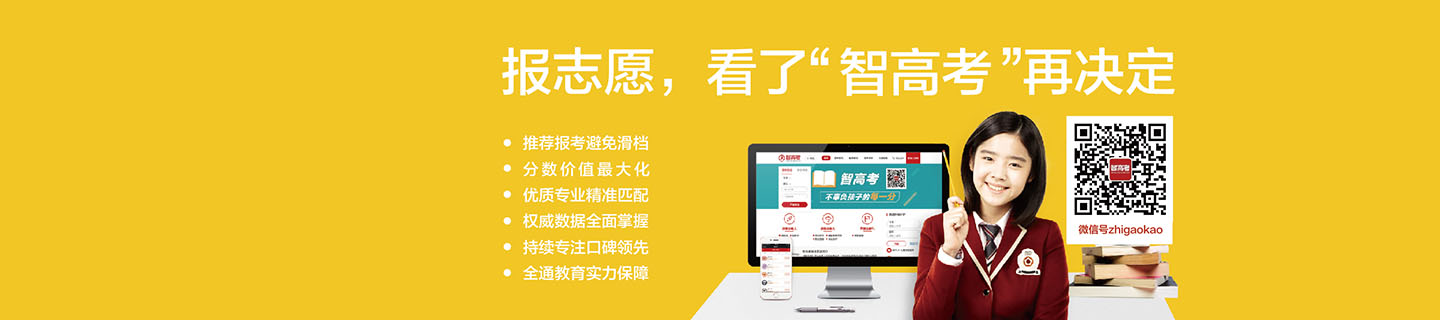 报志愿，看了“智高考”再决定
• 推荐报考避免滑档
• 分数价值最大化
• 优质专业精准匹配
• 权威数据全面掌握
• 持续专注口碑领先
• 全通教育实力保障
智高考
智高考
不辜负孩子的每一分
智高考
微信号zhigaokao